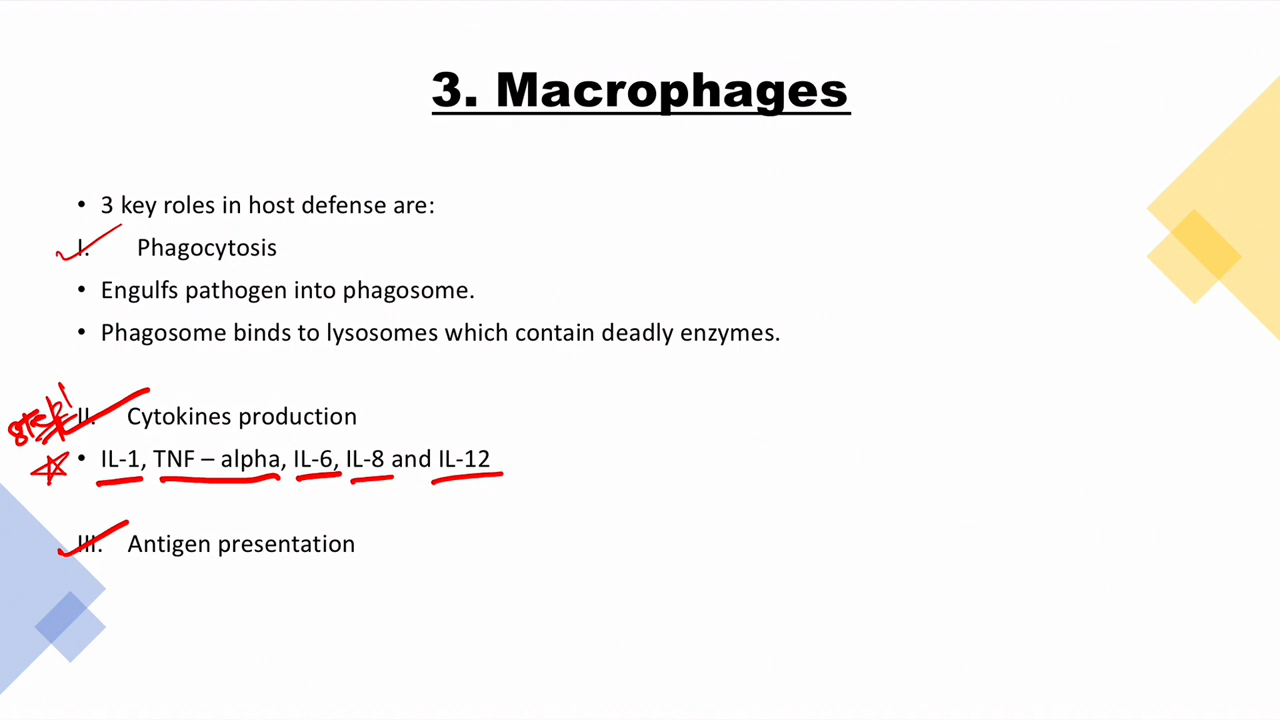 3. Macrophages
• 3 key roles in host defense are:
I. Phagocytosis
• Engulfs pathogen into phagosome.
• Phagosome binds to lysosomes which contain deadly enzymes.
II. Cytokines production
• IL-1, TNF – alpha, IL-6, IL-8 and IL-12
III. Antigen presentation